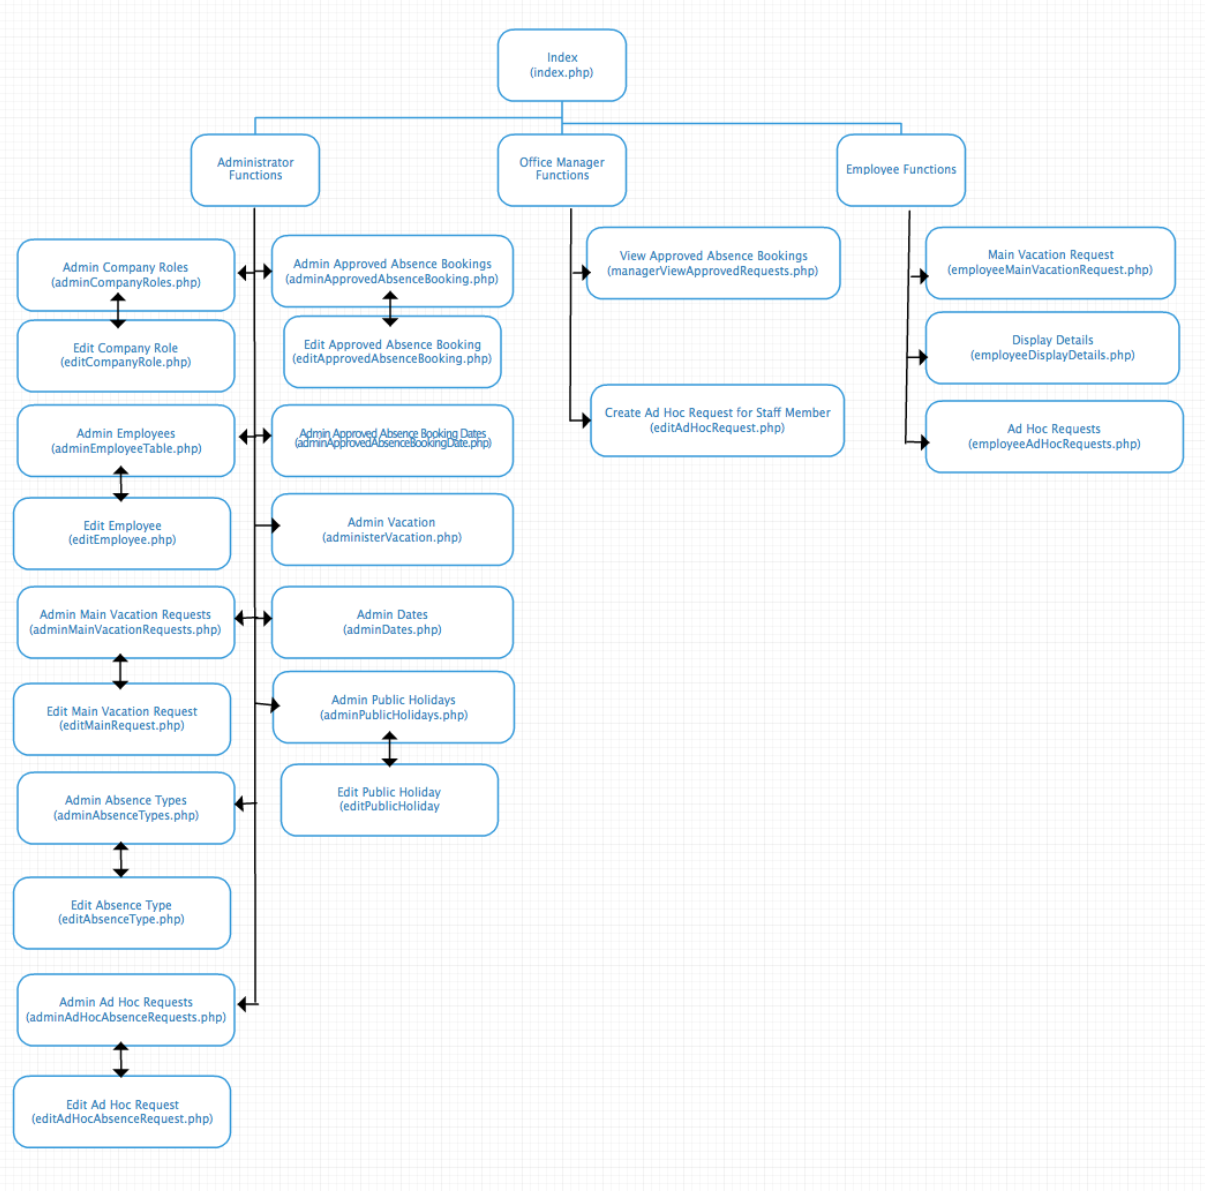 Index
(index.php)
Administrator
Functions
Office Manager
Functions
Employee Functions
Admin Company Roles
(adminCompanyRoles.php)
Edit Company Role
(editCompanyRole.php)
Admin Employees
(adminEmployeeTable.php)
Edit Employee
(editEmployee.php)
Admin Main Vacation Requests
(adminMainVacationRequests.php)
Edit Main Vacation Request
(editMainRequest.php)
Admin Absence Types
(adminAbsenceTypes.php)
Edit Absence Type
(editAbsenceType.php)
Admin Ad Hoc Requests
(adminAdHocAbsenceRequests.php)
Edit Ad Hoc Request
(editAdHocAbsenceRequest.php)
Admin Approved Absence Bookings
(adminApprovedAbsenceBooking.php)
Edit Approved Absence Booking
(editApprovedAbsenceBooking.php)
Admin Approved Absence Booking Dates
(adminApprovedAbsenceBookingDate.php)
Admin Vacation
(administerVacation.php)
Admin Dates
(adminDates.php)
Admin Public Holidays
(adminPublicHolidays.php)
Edit Public Holiday
(editPublicHoliday
View Approved Absence Bookings
(managerViewApprovedRequests.php)
Create Ad Hoc Request for Staff Member
(editAdHocRequest.php)
Main Vacation Request
(employeeMainVacationRequest.php)
Display Details
(employeeDisplayDetails.php)
Ad Hoc Requests
(employeeAdHocRequests.php)